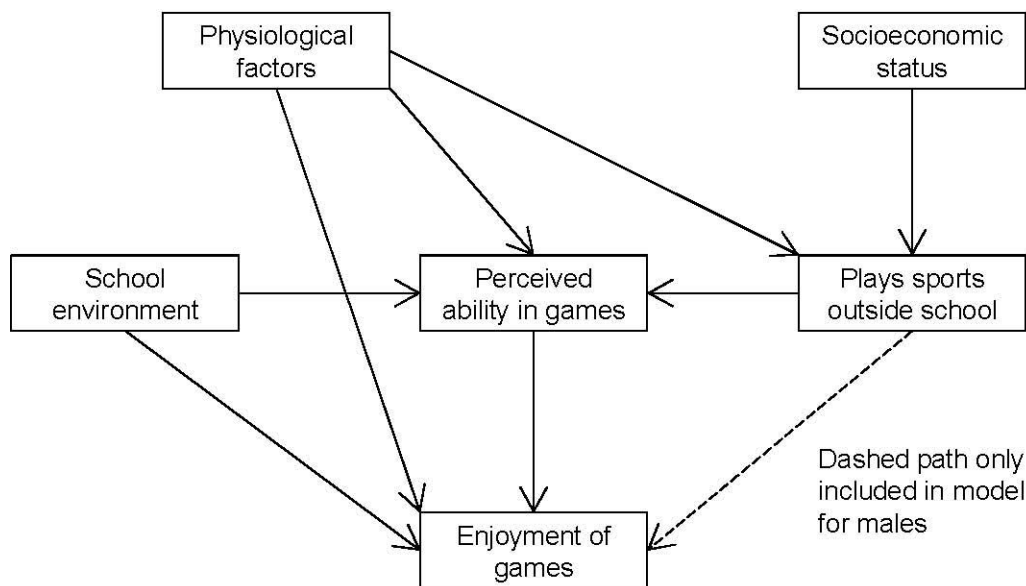 Physiological
factors
Socioeconomic
status
School
environment
Perceived
ability in games
Plays sports
outside school
Dashed path only
included in model
for males
Enjoyment of
games